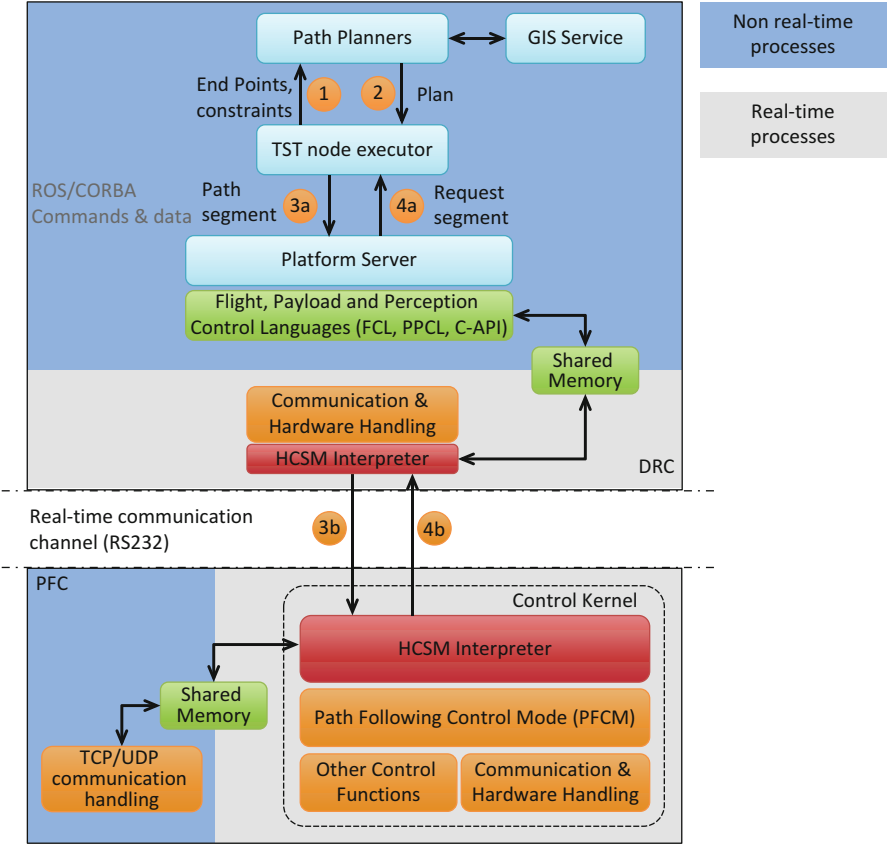 Path Planners
GIS Service
Non real-time
processes
Real-time
processes
End Points,
constraints
1
2
Plan
TST node executor
ROS/CORBA
Commands & data
Path
segment
3a
4a
Request
segment
Platform Server
Flight, Payload and Perception
Control Languages (FCL, PPCL, C-API)
Shared
Memory
Communication &
Hardware Handling
HCSM Interpreter
DRC
Real-time communication
channel (RS232)
3b
4b
PFC
Control Kernel
HCSM Interpreter
Shared
Memory
Path Following Control Mode (PFCM)
TCP/UDP
communication
handling
Other Control
Functions
Communication &
Hardware Handling